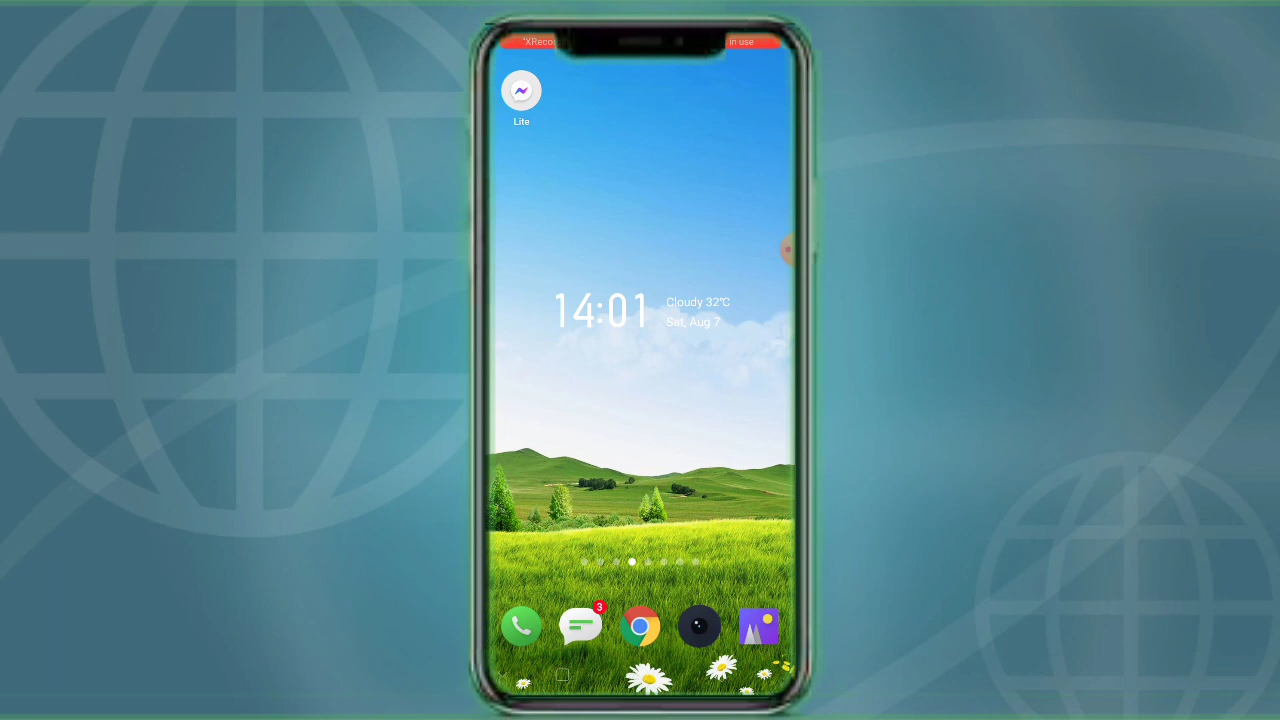 "XReco in use
Lite
14:01
Cloudy 32℃
Sat, Aug 7
3